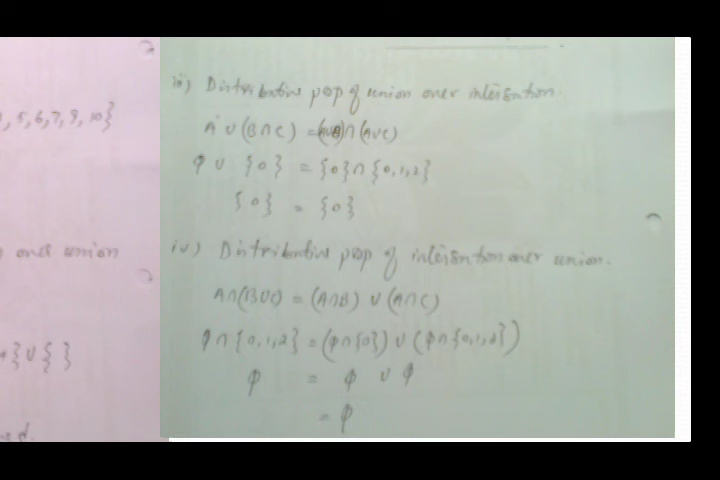 , 5, 6, 7, 8, 10}
over union
} ∪ { }
iii) Distributive prop of union over intersection.
A ∪ (B ∩ C) = (A∪B) ∩ (A∪C)
φ ∪ {0} = {0} ∩ {0,1,2}
{0} = {0}
iv) Distributive prop of intersection over union.
A∩(B∪C) = (A∩B) ∪ (A∩C)
φ ∩ {0,1,2} = (φ∩{0}) ∪ (φ∩{0,1,2})
φ = φ ∪ φ
= φ